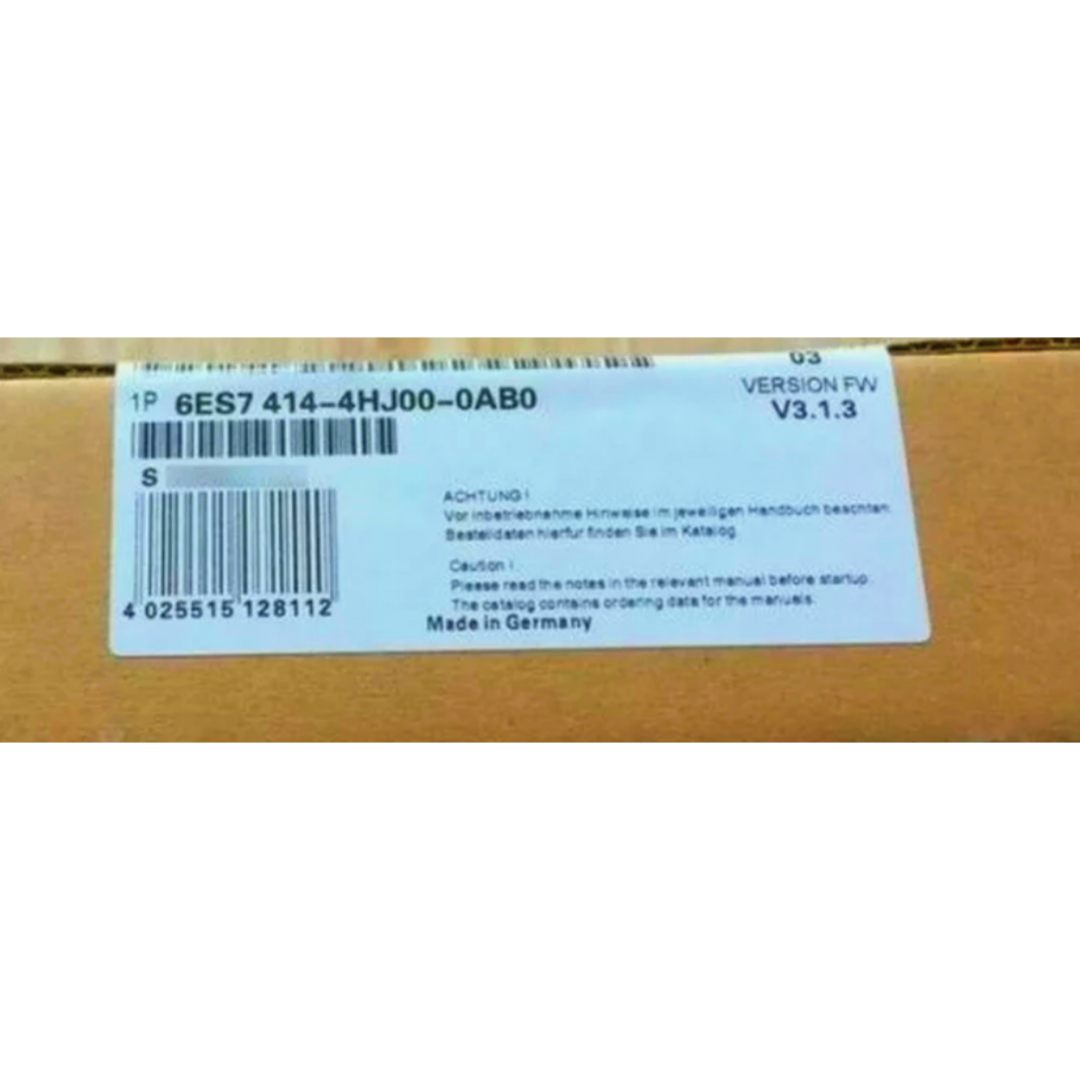 03
1P 6ES7 414-4HJ00-0AB0
VERSION FW
V3.1.3
S
ACHTUNG!
Vor Inbetriebnahme Hinweise im jeweiligen Handbuch beachten
Bestelldaten hierfur finden Sie im Katalog
Caution!
Please read the notes in the relevant manual before startup.
The catalog contains ordering data for the manuals.
4 025515 128112
Made in Germany